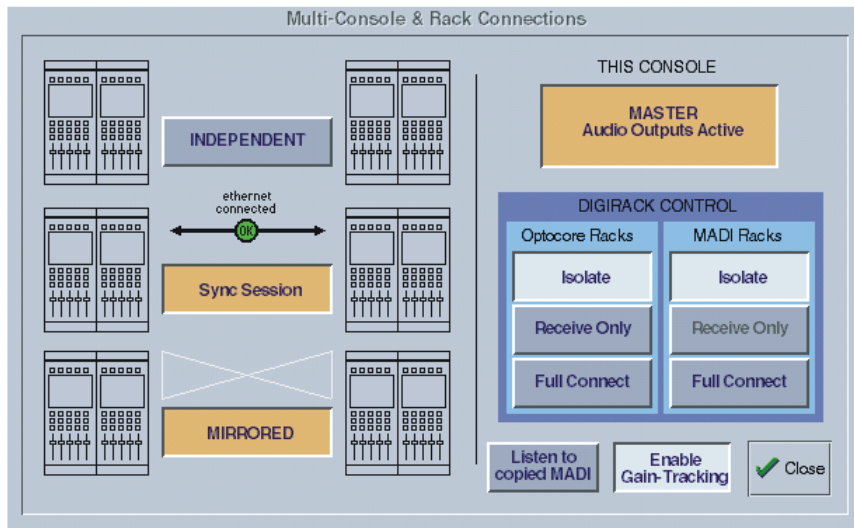 Multi-Console & Rack Connections
INDEPENDENT
ethernet
connected
OK
Sync Session
MIRRORED
THIS CONSOLE
MASTER
Audio Outputs Active
DIGIRACK CONTROL
Optocore Racks
MADI Racks
Isolate
Isolate
Receive Only
Receive Only
Full Connect
Full Connect
Listen to
copied MADI
Enable
Gain-Tracking
Close